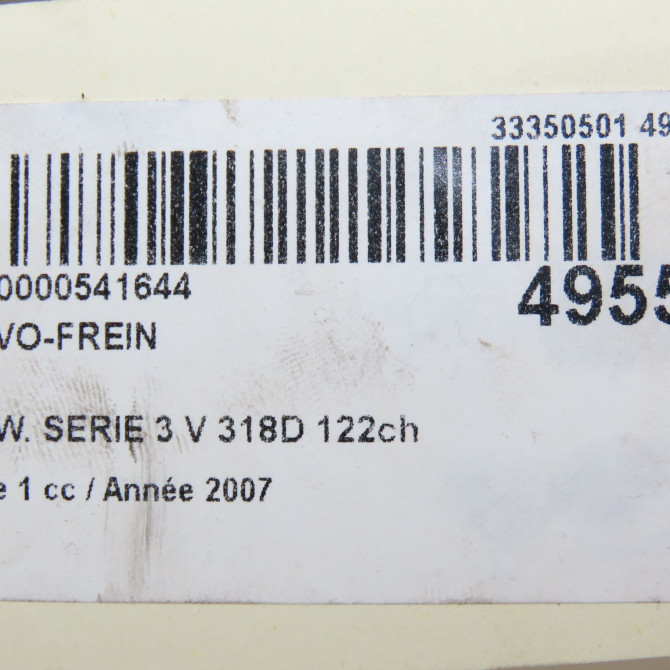 33350501 49
0000541644
4955
VO-FREIN
W. SERIE 3 V 318D 122ch
e 1 cc / Année 2007